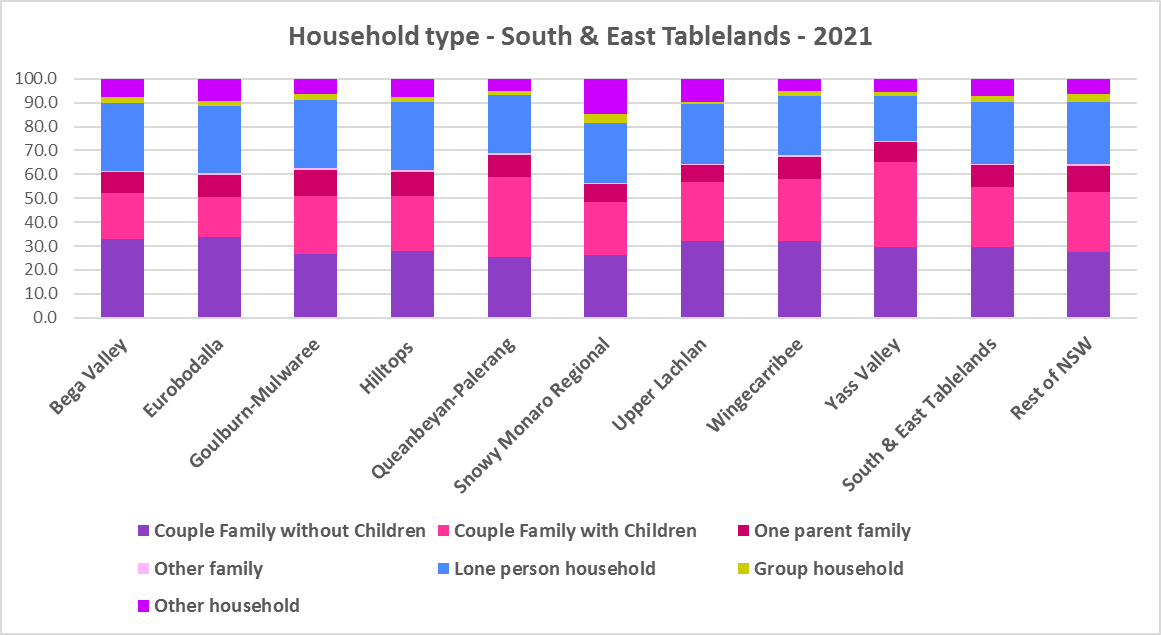 Household type - South & East Tablelands - 2021
100.0
90.0
80.0
70.0
60.0
50.0
40.0
30.0
20.0
10.0
0.0
Bega Valley
Eurobodalla
Goulburn-Mulwaree
Hilltops
Queanbeyan-Palerang
Snowy Monaro Regional
Upper Lachlan
Wingecarribee
Yass Valley
South & East Tablelands
Rest of NSW
Couple Family without Children
Couple Family with Children
One parent family
Other family
Lone person household
Group household
Other household